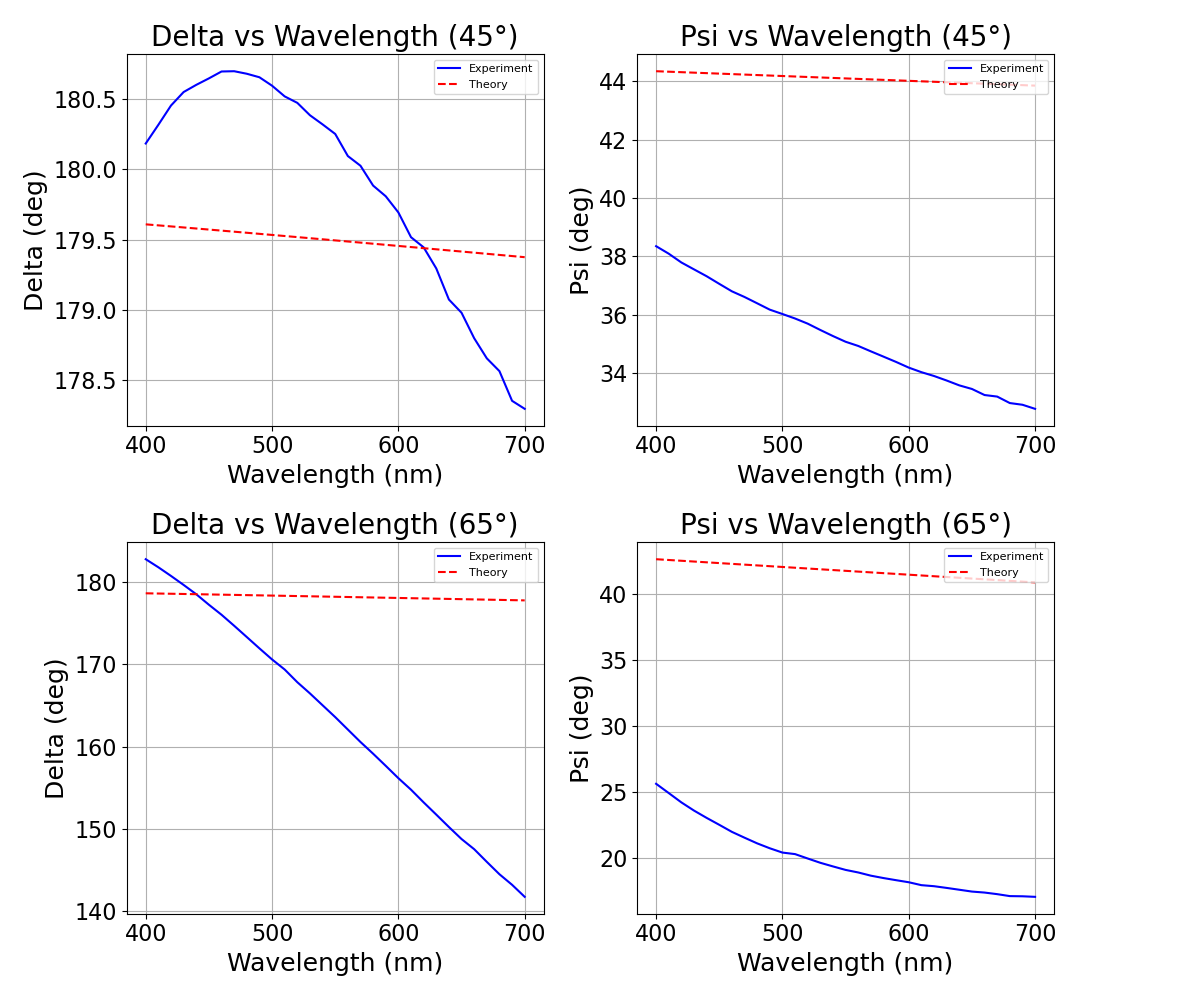 Delta vs Wavelength (45°)
Delta (deg)
180.5
180.0
179.5
179.0
178.5
400 500 600 700
Wavelength (nm)
Experiment
Theory
Psi vs Wavelength (45°)
Psi (deg)
44
42
40
38
36
34
400 500 600 700
Wavelength (nm)
Experiment
Theory
Delta vs Wavelength (65°)
Delta (deg)
180
170
160
150
140
400 500 600 700
Wavelength (nm)
Experiment
Theory
Psi vs Wavelength (65°)
Psi (deg)
40
35
30
25
20
400 500 600 700
Wavelength (nm)
Experiment
Theory